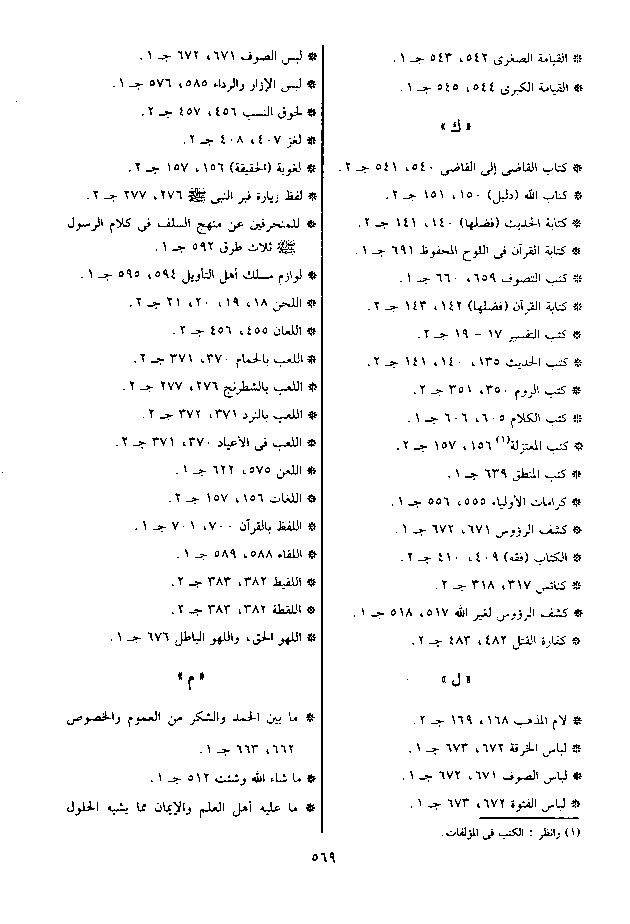 * القيامة الصغرى ٥٤٢، ٥٤٣ جـ ١.
* القيامة الكبرى ٥٤٤، ٥٤٥ جـ ١.
«ك»
* كتاب القاضى إلى القاضى ٥٤٠، ٥٤١ جـ ٢.
* كتاب الله (دليل) ١٥٠، ١٥١ جـ ٢.
* كتابة الحديث (فضلها) ١٤٠، ١٤١ جـ ٢.
* كتابة القرآن فى اللوح المحفوظ ٦٩١ جـ ١.
* كتب التصوف ٦٥٩، ٦٦٠ جـ ١.
* كتابة القرآن (فضلها) ١٤٢، ١٤٣ جـ ٢.
* كتب التفسير ١٧ - ١٩ جـ ٢.
* كتب الحديث ١٣٥، ١٤٠، ١٤١ جـ ٢.
* كتب الروم ٣٥٠، ٣٥١ جـ ٢.
* كتب الكلام ٦٠٥، ٦٠٦ جـ ١.
* كتب المعتزلة(١) ١٥٦، ١٥٧ جـ ٢.
* كتب المنطق ٦٣٩ جـ ١.
* كرامات الأولياء ٥٥٥، ٥٥٦ جـ ١.
* كشف الرؤوس ٦٧١، ٦٧٢ جـ ١.
* الكتاب (فقه) ٤٠٩، ٤١٠ جـ ٢.
* كنائس ٣١٧، ٣١٨ جـ ٢.
* كشف الرؤوس لغير الله ٥١٧، ٥١٨ جـ ١.
* كفارة القتل ٤٨٢، ٤٨٣ جـ ٢.
«ل»
* لام المذهب ١٦٨، ١٦٩ جـ ٢.
* لباس الخرقة ٦٧٢، ٦٧٣ جـ ١.
* لباس الصوف ٦٧١، ٦٧٢ جـ ١.
* لباس الفتوة ٦٧٢، ٦٧٣ جـ ١.
(١) وانظر : الكتب فى المؤلفات.
* لبس الصوف ٦٧١، ٦٧٢ جـ ١.
* لبس الإزار والرداء ٥٨٥، ٥٧٦ جـ ١.
* لحوق النسب ٤٥٦، ٤٥٧ جـ ٢.
* لغز ٤٠٧، ٤٠٨ جـ ٢.
* لغوية (الحقيقة) ١٥٦، ١٥٧ جـ ٢.
* لفظ زيارة قبر النبى ﷺ ٢٧٦، ٢٧٧ جـ ٢.
* للمنحرفين عن منهج السلف فى كلام الرسول
ﷺ ثلاث طرق ٥٩٢ جـ ١.
* لوازم مسلك أهل التأويل ٥٩٤، ٥٩٥ جـ ١.
* اللحن ١٨، ١٩، ٢٠، ٢١ جـ ٢.
* اللعان ٤٥٥، ٤٥٦ جـ ٢.
* اللعب بالحمام ٣٧٠، ٣٧١ جـ ٢.
* اللعب بالشطرنج ٢٧٦، ٢٧٧ جـ ٢.
* اللعب بالنرد ٣٧١، ٣٧٢ جـ ٢.
* اللعب فى الأعياد ٣٧٠، ٣٧١ جـ ٢.
* اللعن ٥٧٥، ٦٢٢ جـ ١.
* اللغات ١٥٦، ١٥٧ جـ ٢.
* اللفظ بالقرآن ٧٠٠، ٧٠١ جـ ١.
* اللقاء ٥٨٨، ٥٨٩ جـ ١.
* اللقيط ٣٨٢، ٣٨٣ جـ ٢.
* اللقطة ٣٨٢، ٣٨٣ جـ ٢.
* اللهو الحق، واللهو الباطل ٦٧٦ جـ ١.
«م»
* ما بين الحمد والشكر من العموم والخصوص
٦٦٢، ٦٦٣ جـ ١.
* ما شاء الله وشئت ٥١٢ جـ ١.
* ما عليه أهل العلم والإيمان مما يشبه الحلول
٥٦٩